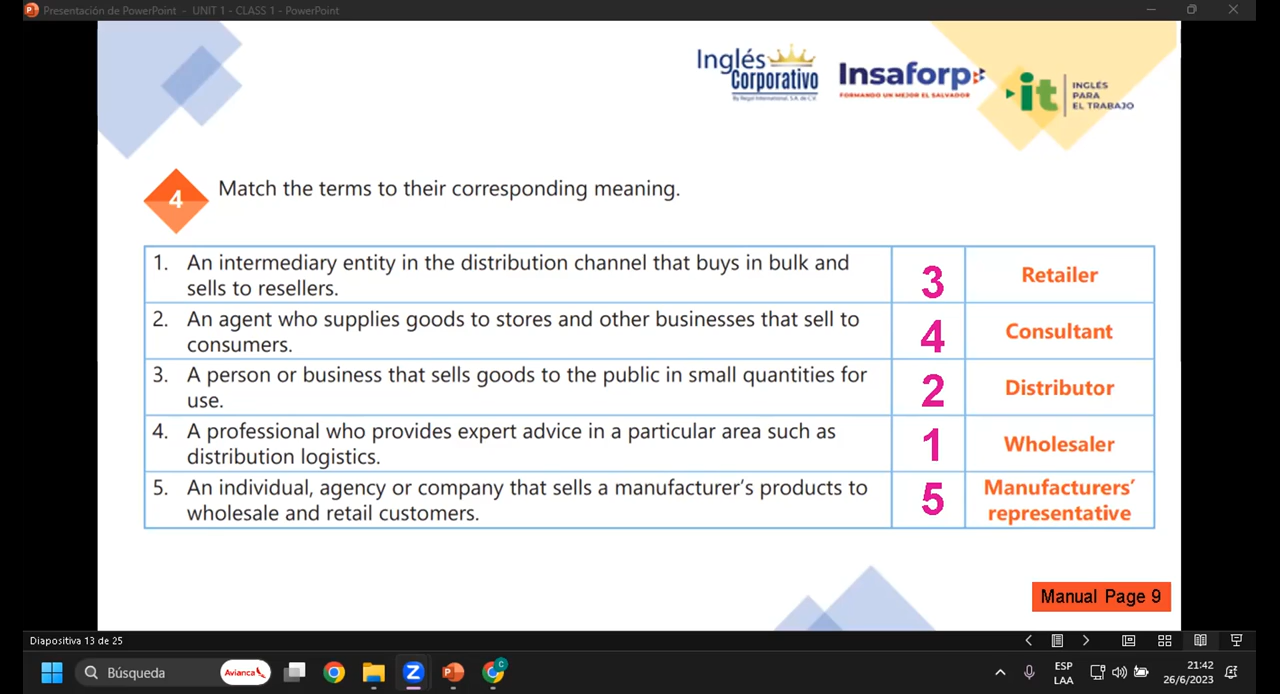 Presentación de PowerPoint - UNIT 1 - CLASS 1 - PowerPoint
Inglés
Corporativo
By Regal International, S.A. de C.V.
Insaforp
FORMANDO UN MEJOR EL SALVADOR
it
INGLÉS
PARA
EL TRABAJO
4
Match the terms to their corresponding meaning.
1. An intermediary entity in the distribution channel that buys in bulk and
sells to resellers.
3
Retailer
2. An agent who supplies goods to stores and other businesses that sell to
consumers.
4
Consultant
3. A person or business that sells goods to the public in small quantities for
use.
2
Distributor
4. A professional who provides expert advice in a particular area such as
distribution logistics.
1
Wholesaler
5. An individual, agency or company that sells a manufacturer's products to
wholesale and retail customers.
5
Manufacturers´
representative
Manual Page 9
Diapositiva 13 de 25
Búsqueda
Avianca
ESP
LAA
21:42
26/6/2023